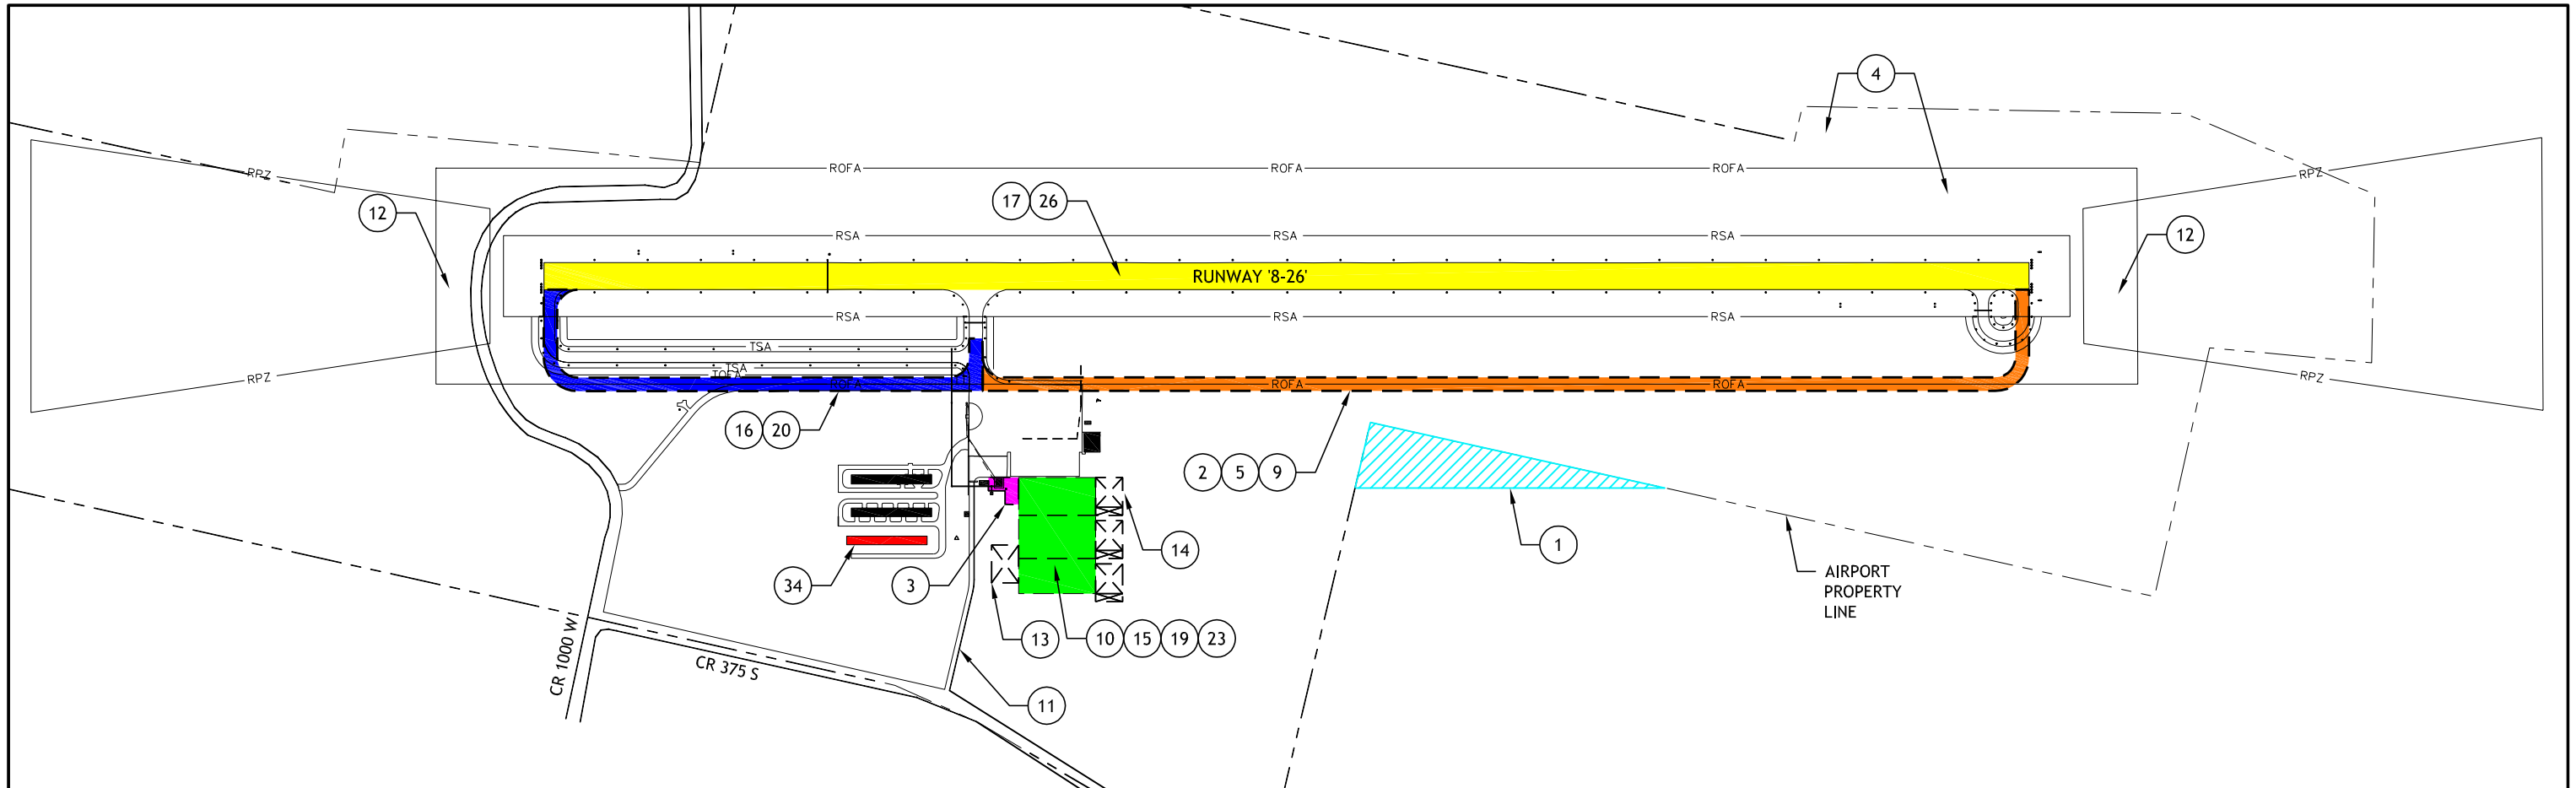 4
ROFA
ROFA
ROFA
RPZ
RPZ
12
17 26
12
RSA
RSA
RSA
RUNWAY '8-26'
RSA
RSA
RSA
TSA
TSA
TOFA
ROFA
ROFA
ROFA
RPZ
RPZ
16 20
2 5 9
1
14
34
3
AIRPORT
PROPERTY
LINE
13
10 15 19 23
CR 1000 W
CR 375 S
11